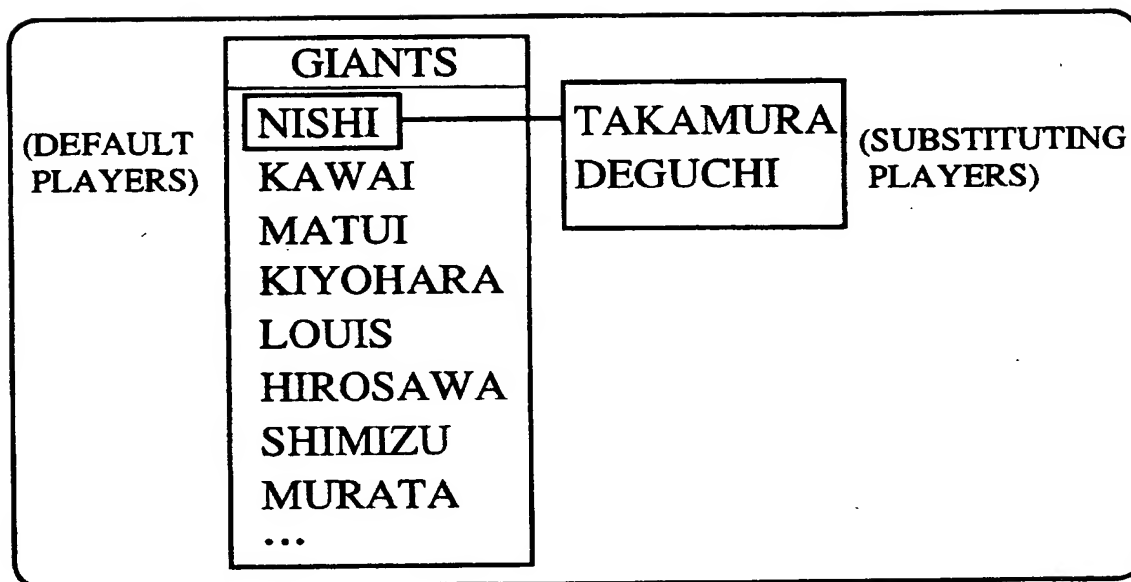 GIANTS
(DEFAULT
PLAYERS)
NISHI
KAWAI
MATUI
KIYOHARA
LOUIS
HIROSAWA
SHIMIZU
MURATA
...
TAKAMURA
DEGUCHI
(SUBSTITUTING
PLAYERS)